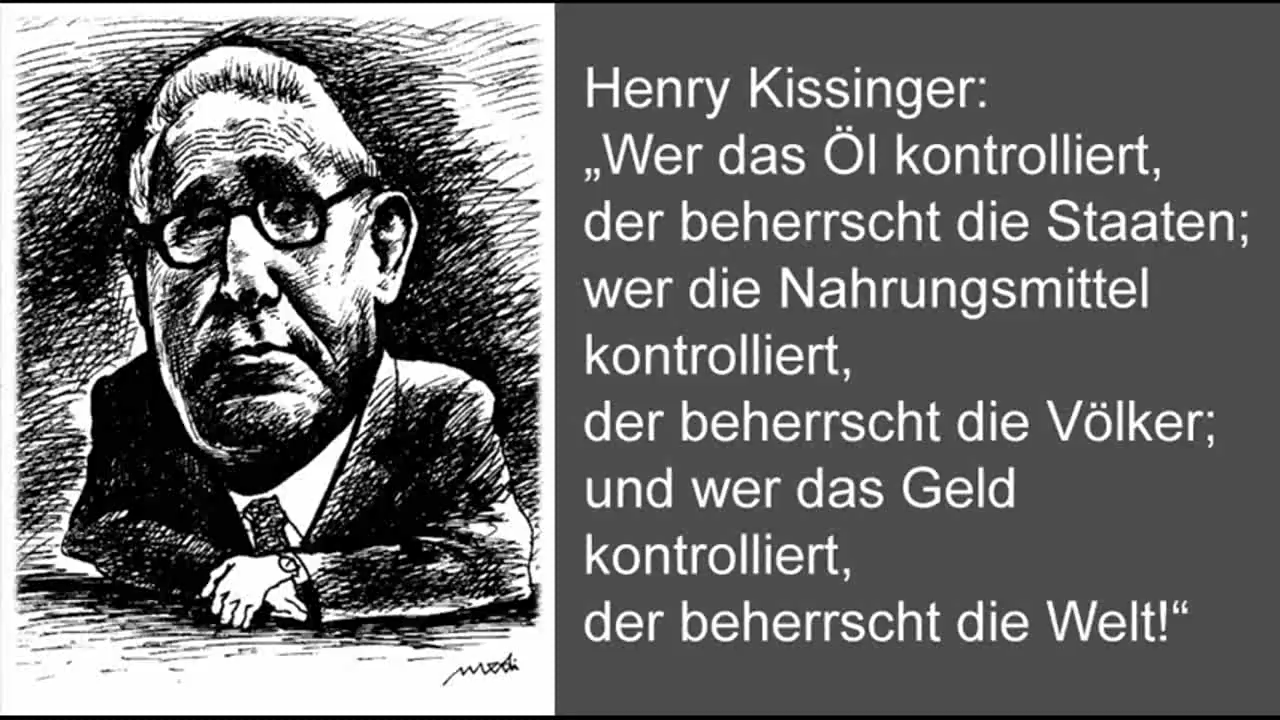 Henry Kissinger:
„Wer das Öl kontrolliert,
der beherrscht die Staaten;
wer die Nahrungsmittel
kontrolliert,
der beherrscht die Völker;
und wer das Geld
kontrolliert,
der beherrscht die Welt!“